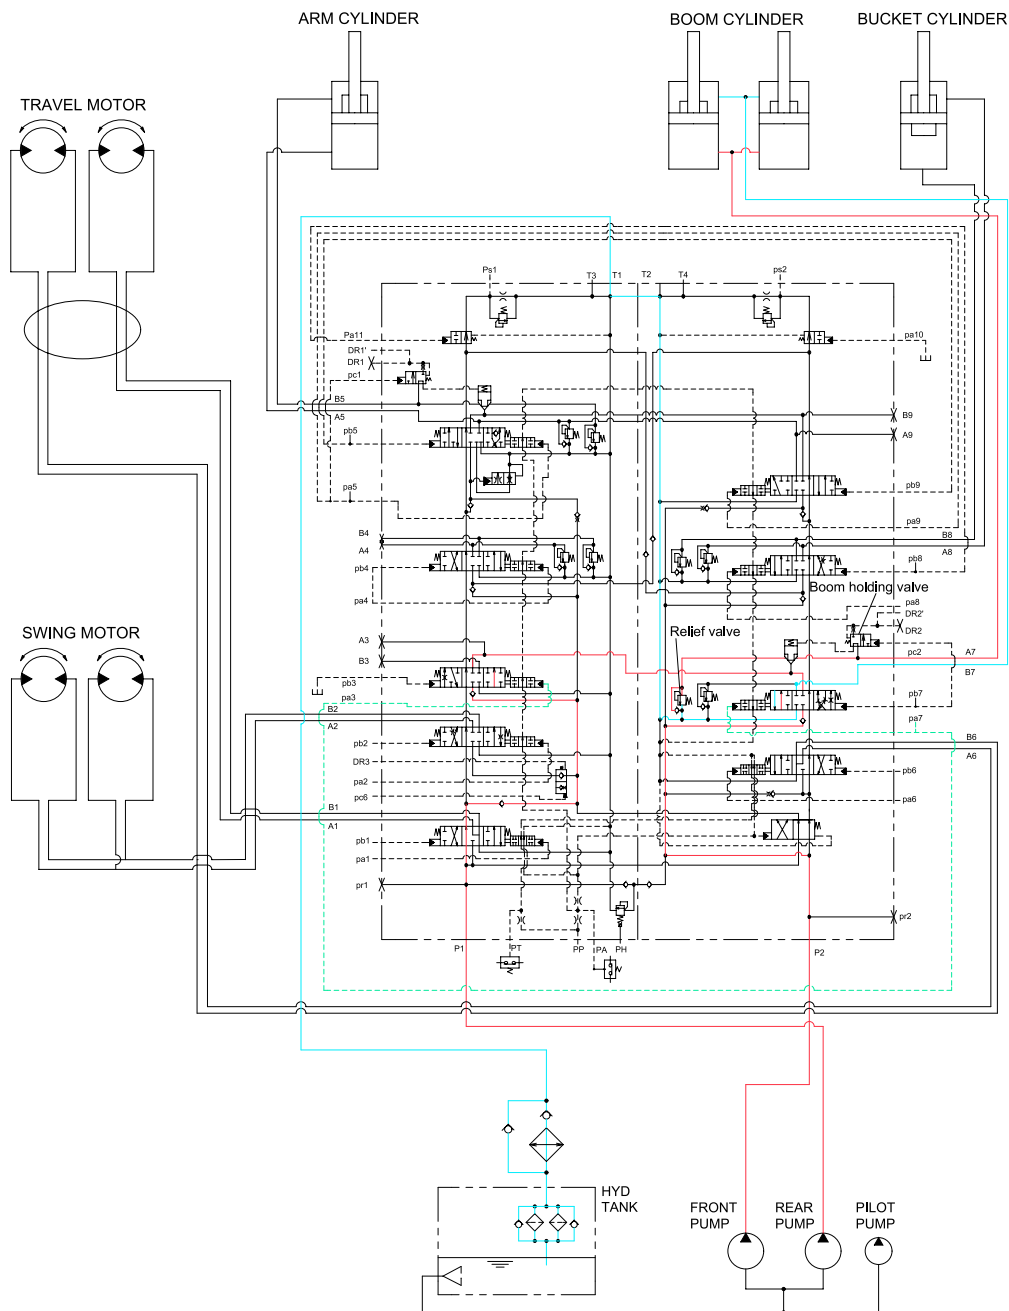 ARM CYLINDER
BOOM CYLINDER
BUCKET CYLINDER
TRAVEL MOTOR
Ps1
T3
T1
T2
T4
ps2
Pa11
pa10
DR1'
DR1
pc1
B5
A5
B9
A9
pb5
pa5
pb9
pa9
B4
A4
B8
A8
pb4
pb8
pa4
Boom holding valve
pa8
DR2'
DR2
SWING MOTOR
Relief valve
A3
B3
pc2
A7
B7
pb3
pa3
pb7
pa7
B2
A2
B6
A6
pb2
DR3
pa2
pc6
pb6
pa6
B1
A1
pb1
pa1
pr1
pr2
P1
PT
PP
PA
PH
P2
HYD
TANK
FRONT
PUMP
REAR
PUMP
PILOT
PUMP